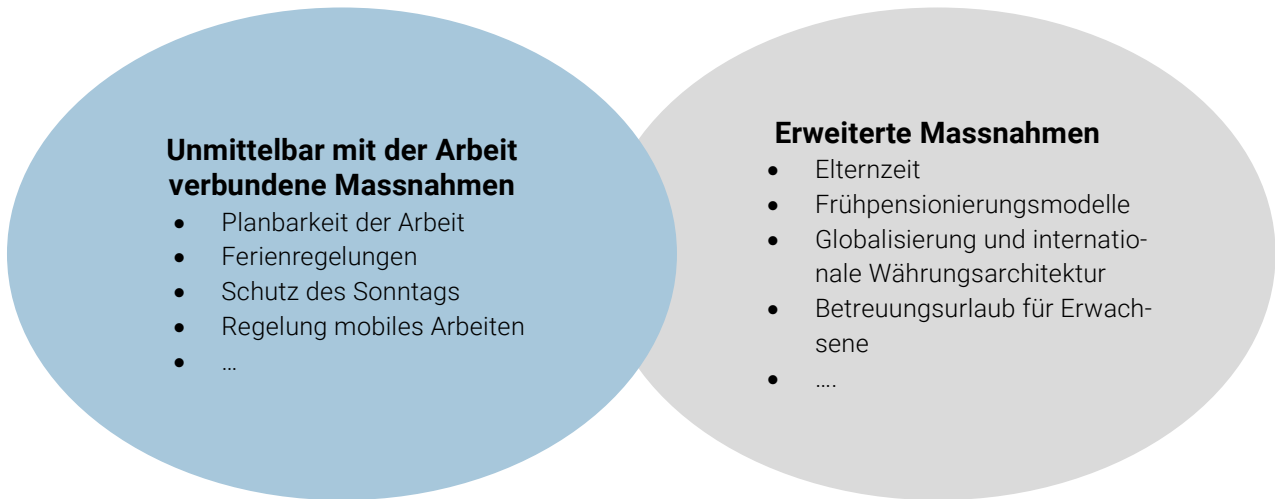 Unmittelbar mit der Arbeit
verbundene Massnahmen
• Planbarkeit der Arbeit
• Ferienregelungen
• Schutz des Sonntags
• Regelung mobiles Arbeiten
• …
Erweiterte Massnahmen
• Elternzeit
• Frühpensionierungsmodelle
• Globalisierung und internatio-
nale Währungsarchitektur
• Betreuungsurlaub für Erwach-
sene
• ….